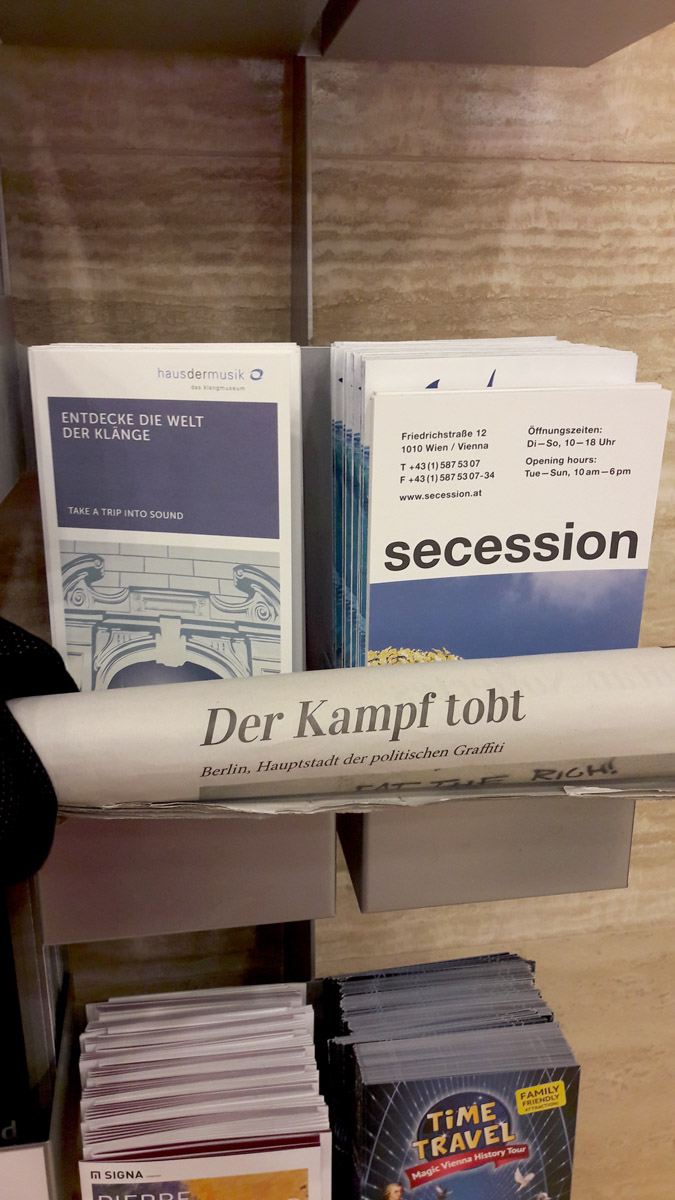 hausdermusik
das klangmuseum
ENTDECKE DIE WELT
DER KLÄNGE
TAKE A TRIP INTO SOUND
Friedrichstraße 12
1010 Wien / Vienna
T +43 (1) 587 53 07
F +43 (1) 587 53 07-34
www.secession.at
Öffnungszeiten:
Di—So, 10—18 Uhr
Opening hours:
Tue—Sun, 10 am—6 pm
secession
Der Kampf tobt
Berlin, Hauptstadt der politischen Graffiti
EAT THE RICH!
SIGNA
PIERRE
FAMILY
FRIENDLY
ATTRACTION!
TiME
TRAVEL
Magic Vienna History Tour
d